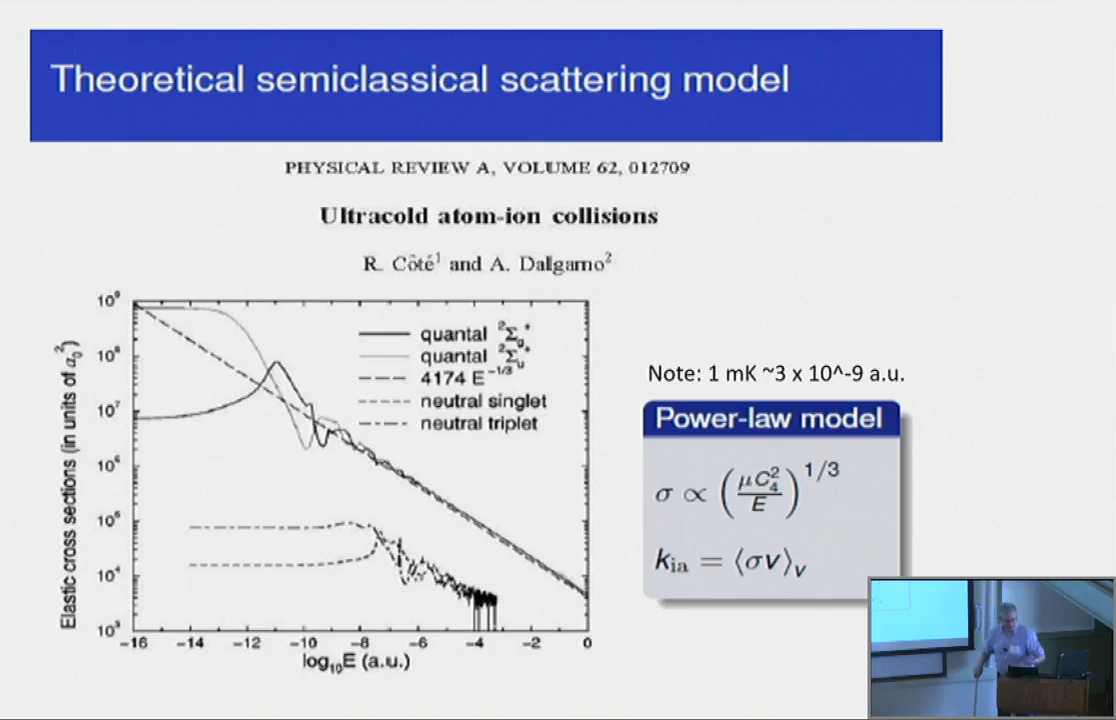 Theoretical semiclassical scattering model
PHYSICAL REVIEW A, VOLUME 62, 012709
Ultracold atom-ion collisions
R. Côté¹ and A. Dalgarno²
Elastic cross sections (in units of a₀²)
10⁹
10⁸
10⁷
10⁶
10⁵
10⁴
10³
quantal ²Σg⁺
quantal ²Σu⁺
4174 E⁻¹/³
neutral singlet
neutral triplet
−16 −14 −12 −10 −8 −6 −4 −2 0
log₁₀E (a.u.)
Note: 1 mK ~3 x 10^-9 a.u.
Power-law model
σ ∝ (μC₄²/E)^1/3
kia = ⟨σv⟩v